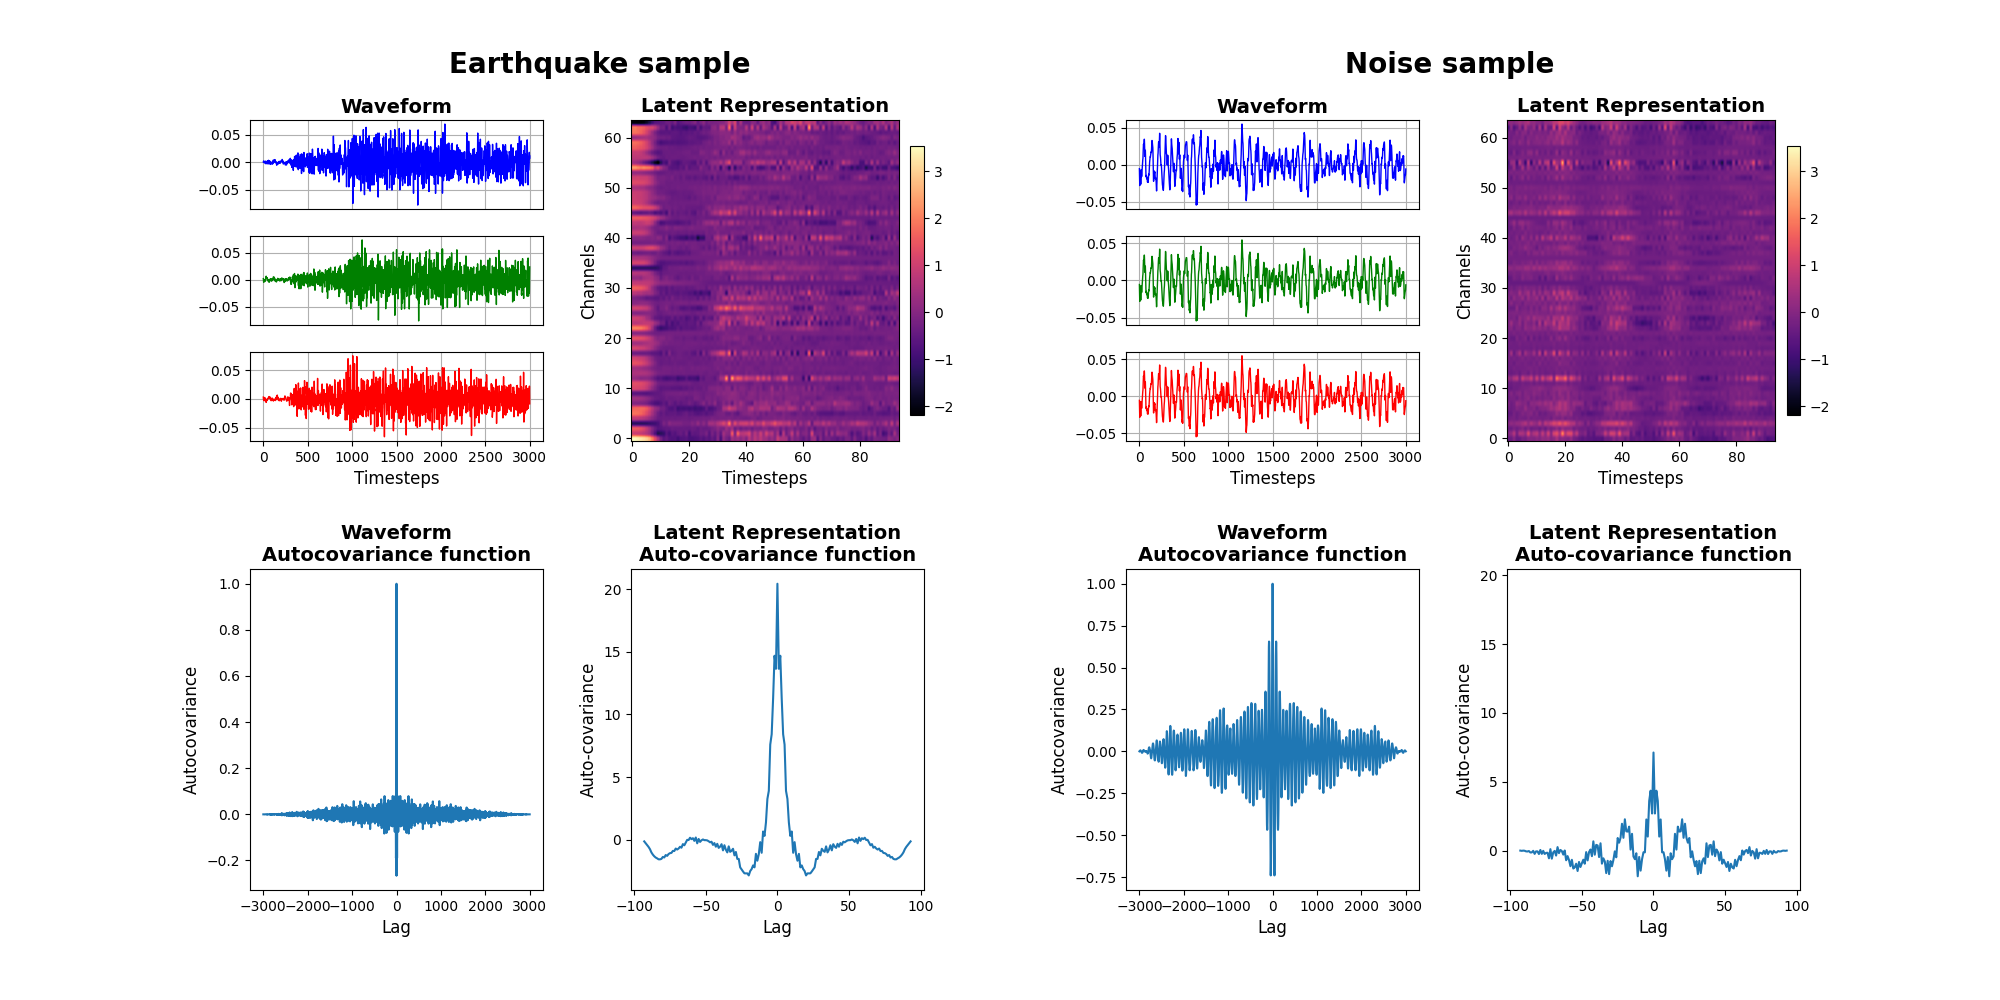 Earthquake sample
Noise sample
Waveform
Latent Representation
Waveform
Latent Representation
0.05
0.00
−0.05
0.05
0.00
−0.05
0.05
0.00
−0.05
0 500 1000 1500 2000 2500 3000
Timesteps
Channels
60
50
40
30
20
10
0
0 20 40 60 80
Timesteps
3
2
1
0
−1
−2
0.05
0.00
−0.05
0.05
0.00
−0.05
0.05
0.00
−0.05
0 500 1000 1500 2000 2500 3000
Timesteps
Channels
60
50
40
30
20
10
0
0 20 40 60 80
Timesteps
3
2
1
0
−1
−2
Waveform
Autocovariance function
Autocovariance
1.0
0.8
0.6
0.4
0.2
0.0
−0.2
−3000 −2000 −1000 0 1000 2000 3000
Lag
Latent Representation
Auto-covariance function
Auto-covariance
20
15
10
5
0
−100 −50 0 50 100
Lag
Waveform
Autocovariance function
Autocovariance
1.00
0.75
0.50
0.25
0.00
−0.25
−0.50
−0.75
−3000 −2000 −1000 0 1000 2000 3000
Lag
Latent Representation
Auto-covariance function
Auto-covariance
20
15
10
5
0
−100 −50 0 50 100
Lag